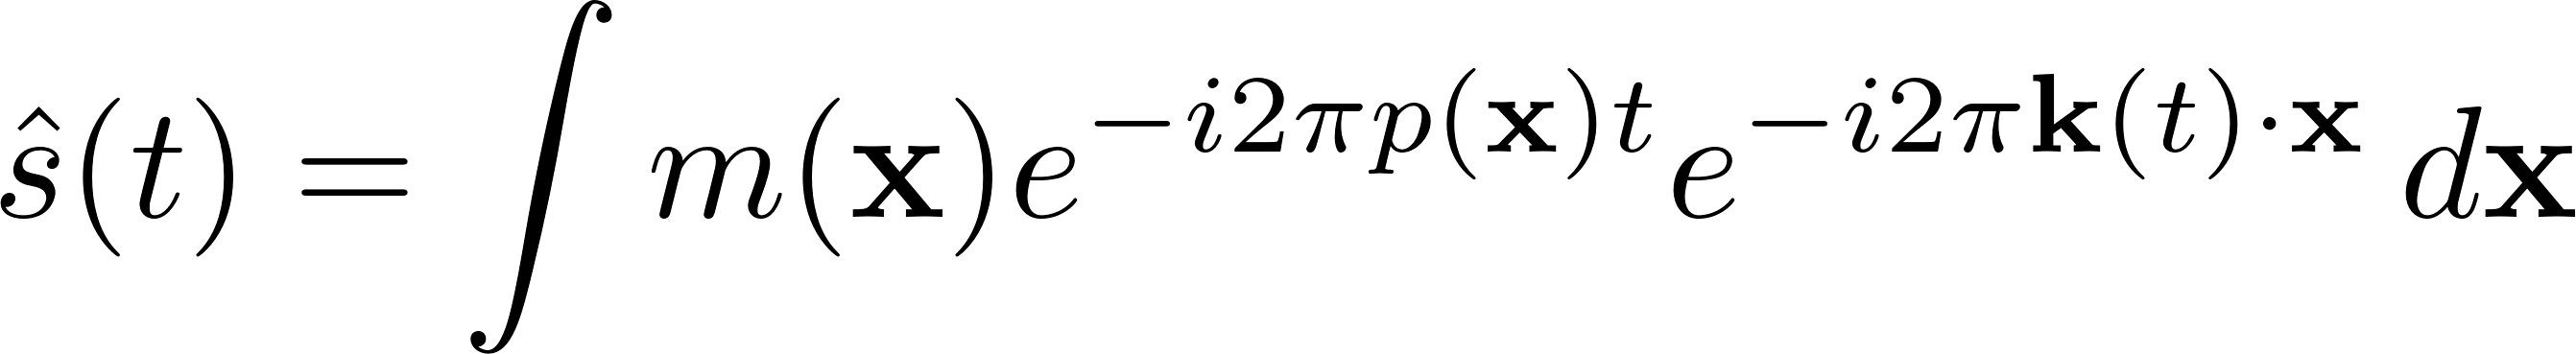 ŝ(t) = ∫ m(𝐱)e^{−i2πp(𝐱)t} e^{−i2π𝐤(t)·𝐱} d𝐱